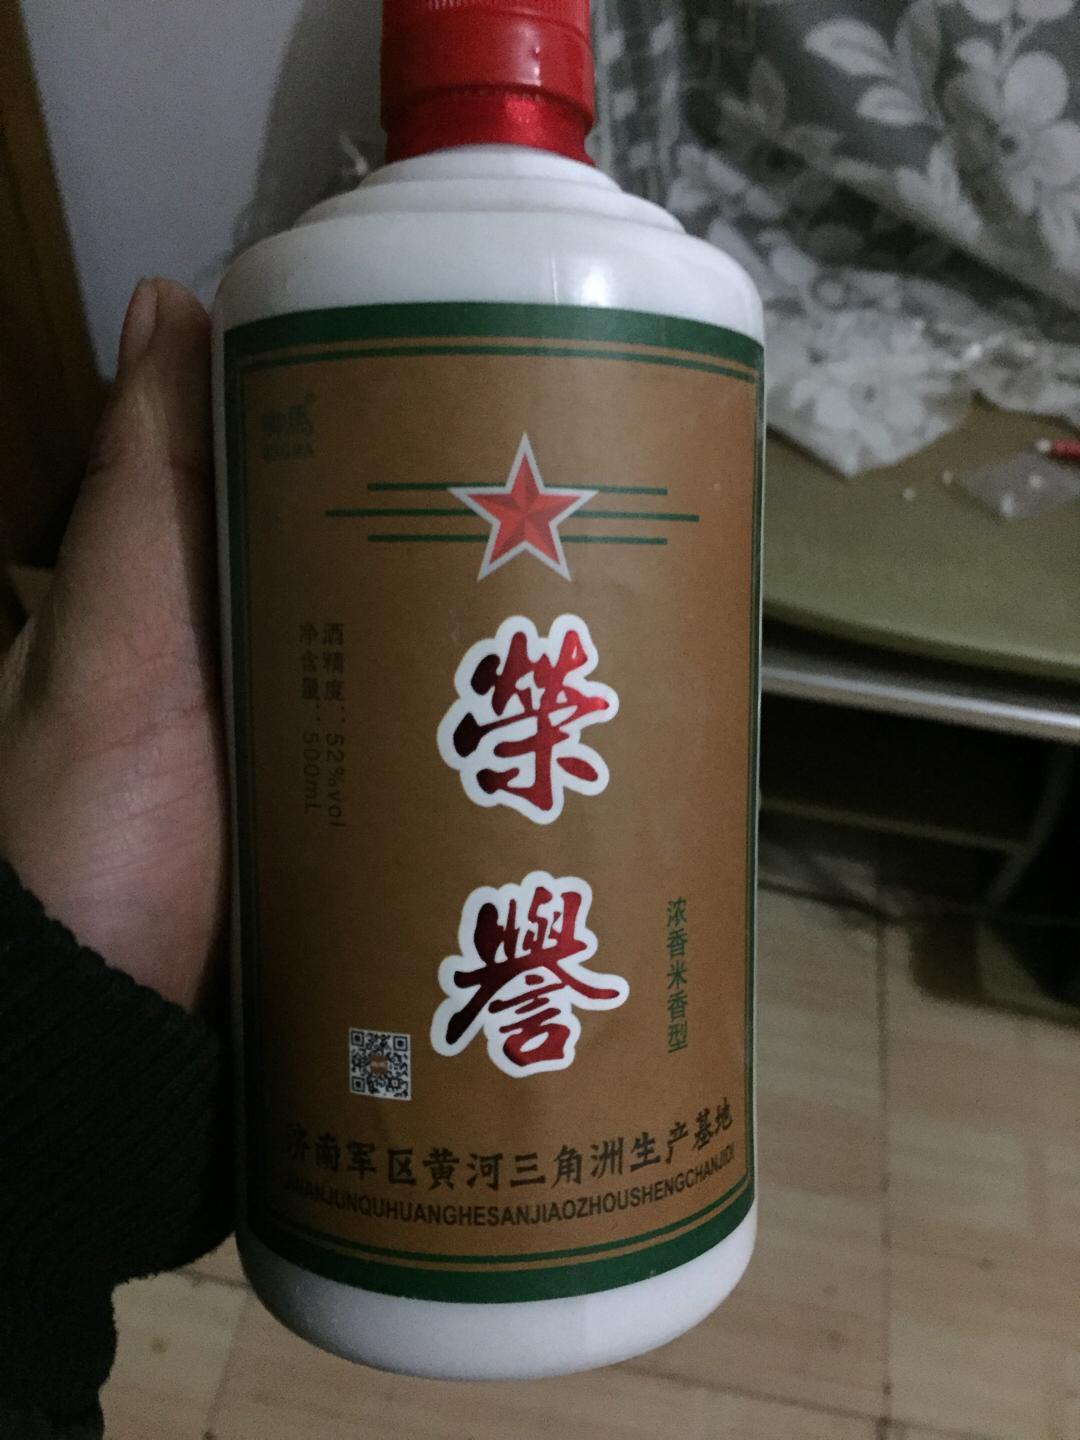 酒精度：52%vol
净含量：500mL
榮譽
浓香米香型
济南军区黄河三角洲生产基地
JINANJUNQUHUANGHESANJIAOZHOUSHENGCHANJIDI